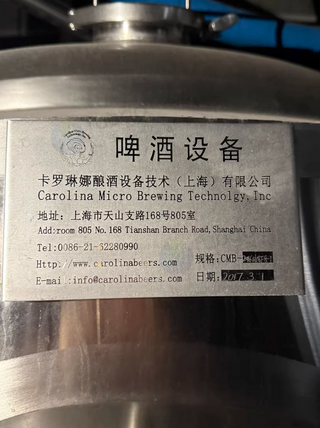 啤酒设备
卡罗琳娜酿酒设备技术（上海）有限公司
Carolina Micro Brewing Technolgy,Inc
地址：上海市天山支路168号805室
Add:room 805 No.168 Tianshan Branch Road,Shanghai China
Tel:0086-21-32280990
Http://www.carolinabeers.com
规格：CMB-
E-mail:info@carolinabeers.com
日期：2017.3.1